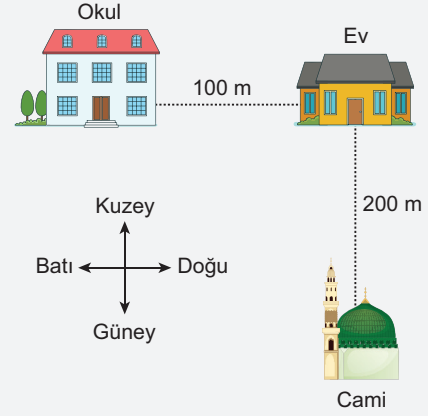 Okul
Ev
100 m
200 m
Kuzey
Batı
Doğu
Güney
Cami